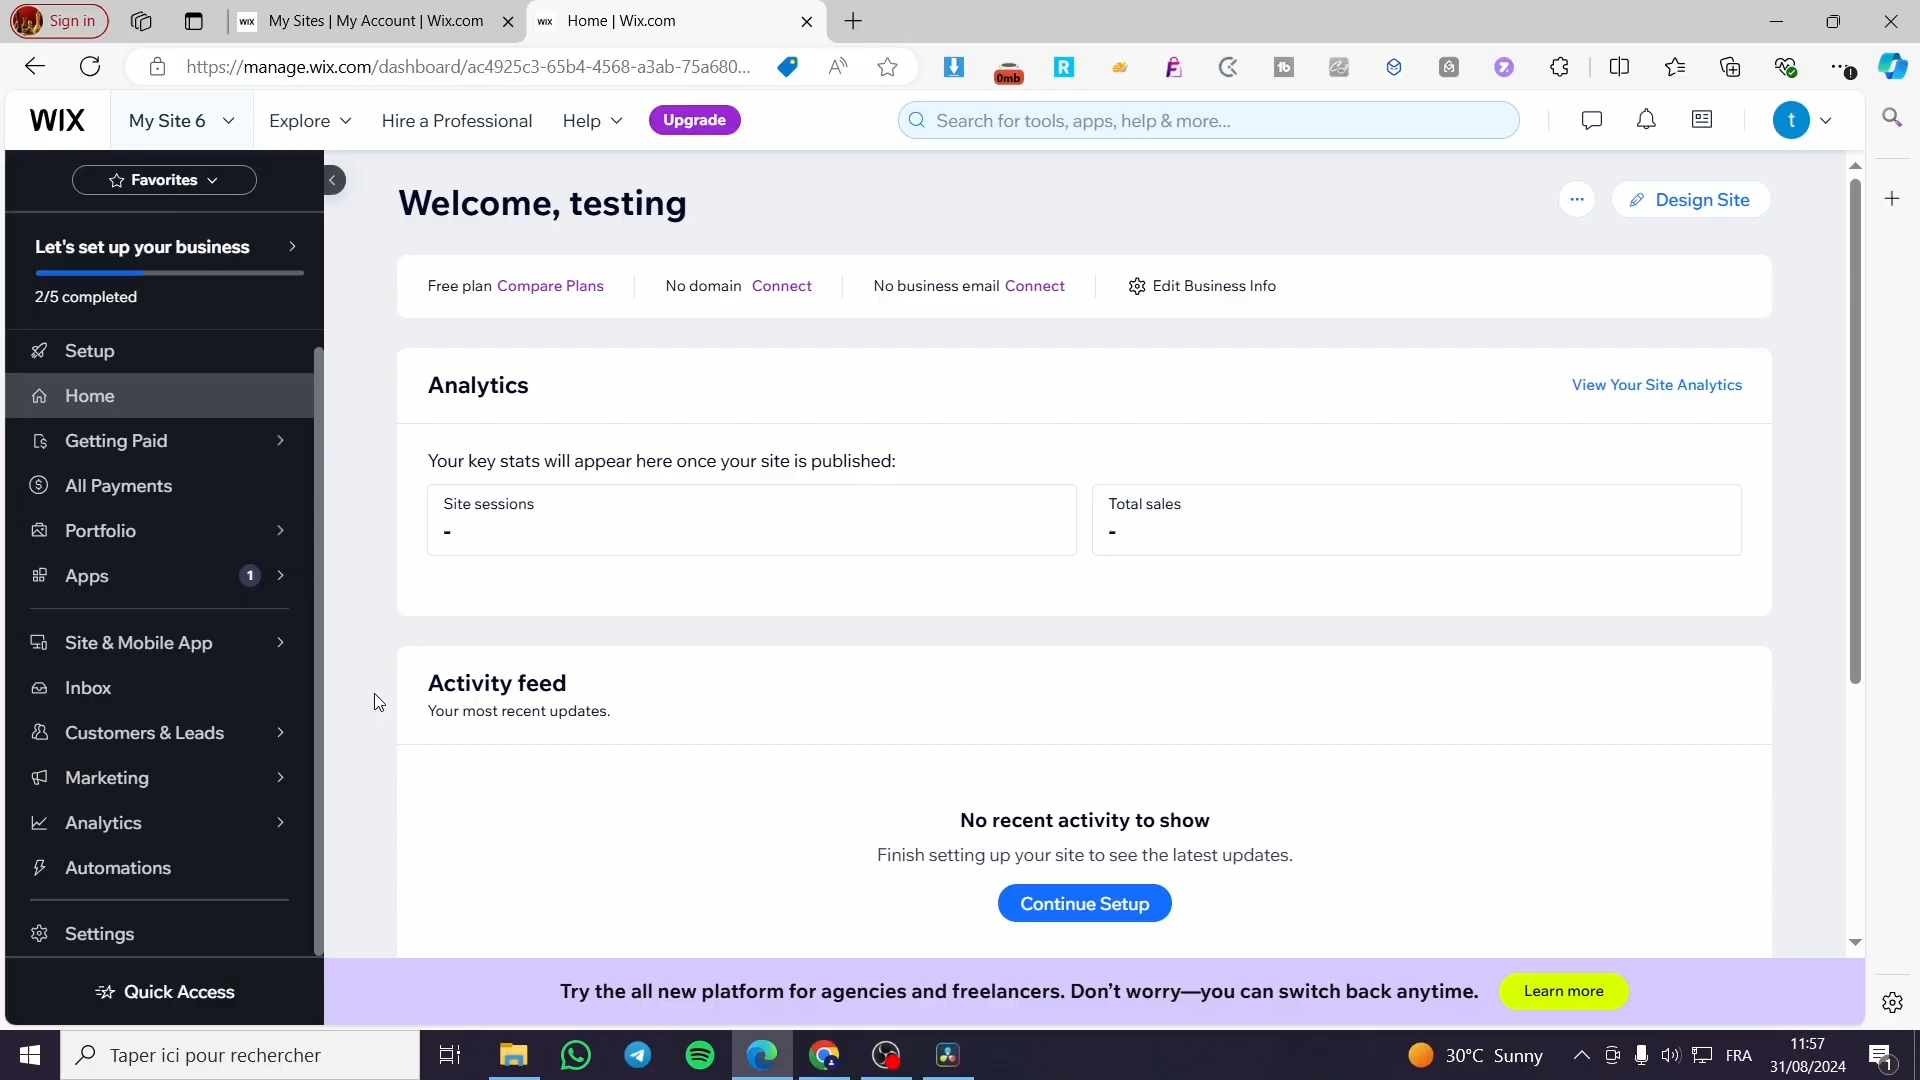 Sign in
My Sites | My Account | Wix.com
Home | Wix.com
https://manage.wix.com/dashboard/ac4925c3-65b4-4568-a3ab-75a680...
0mb
WIX
My Site 6
Explore
Hire a Professional
Help
Upgrade
Search for tools, apps, help & more...
t
Favorites
Let's set up your business
2/5 completed
Setup
Home
Getting Paid
All Payments
Portfolio
Apps 1
Site & Mobile App
Inbox
Customers & Leads
Marketing
Analytics
Automations
Settings
Quick Access
Welcome, testing
Design Site
Free plan Compare Plans
No domain Connect
No business email Connect
Edit Business Info
Analytics
View Your Site Analytics
Your key stats will appear here once your site is published:
Site sessions
-
Total sales
-
Activity feed
Your most recent updates.
No recent activity to show
Finish setting up your site to see the latest updates.
Continue Setup
Try the all new platform for agencies and freelancers. Don’t worry—you can switch back anytime.
Learn more
Taper ici pour rechercher
30°C Sunny
FRA
11:57
31/08/2024
1